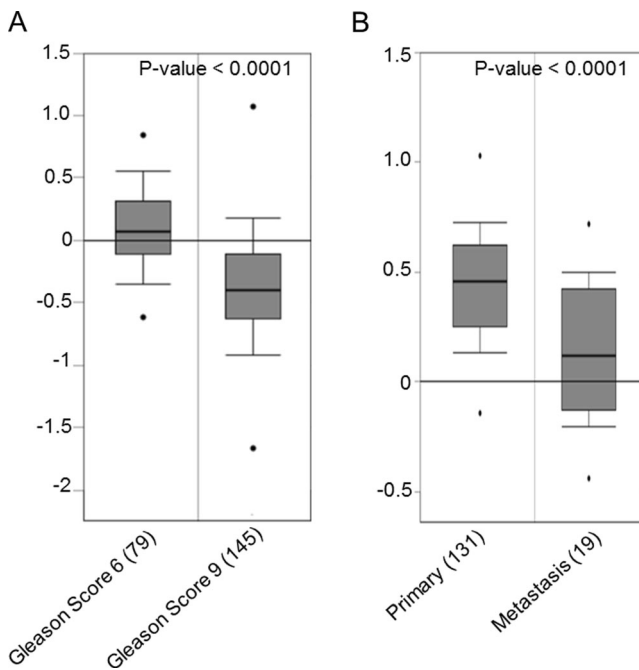 A
1.5
P-value < 0.0001
1.0
0.5
0
-0.5
-1
-1.5
-2
Gleason Score 6 (79)
Gleason Score 9 (145)
B
1.5
P-value < 0.0001
1.0
0.5
0
-0.5
Primary (131)
Metastasis (19)